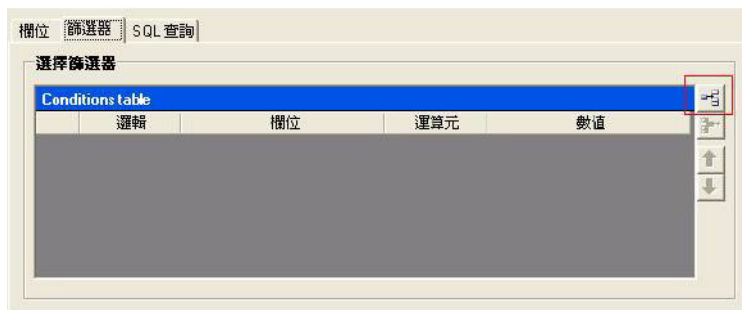 欄位 篩選器 SQL 查詢
選擇篩選器
Conditions table
邏輯 欄位 運算元 數值